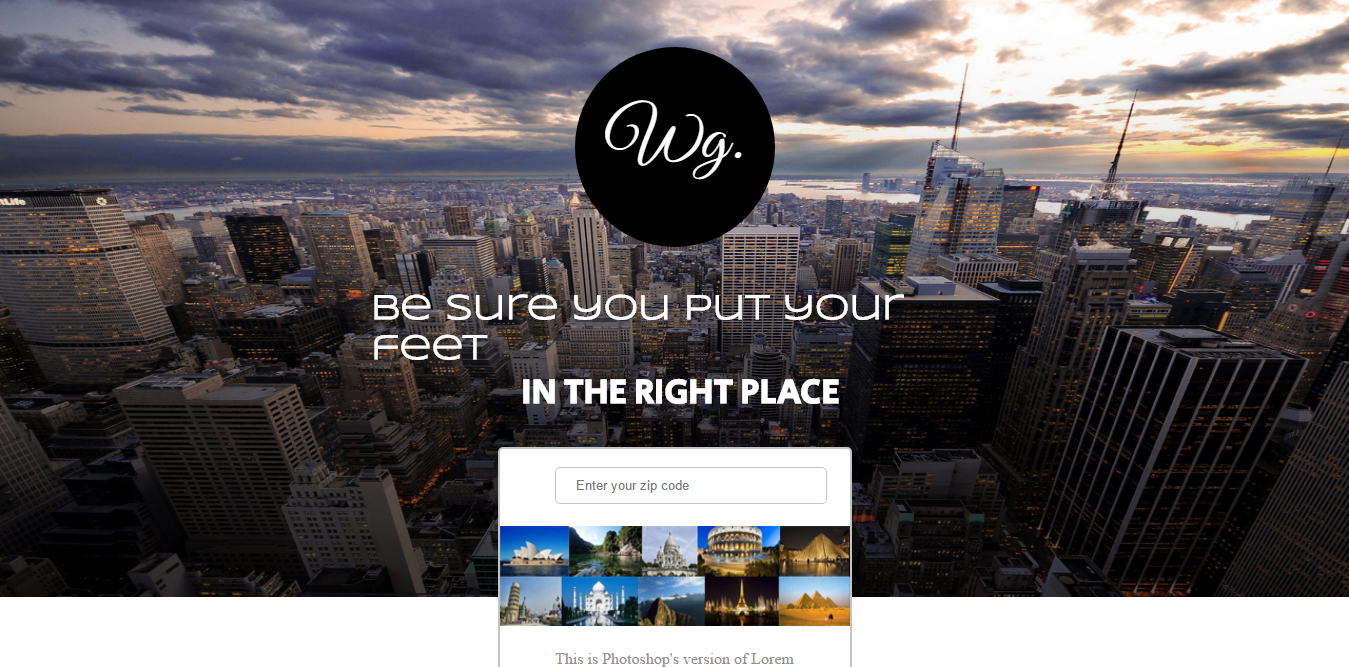 Wg.
Be sure you put your
feet
IN THE RIGHT PLACE
Enter your zip code
This is Photoshop's version of Lorem